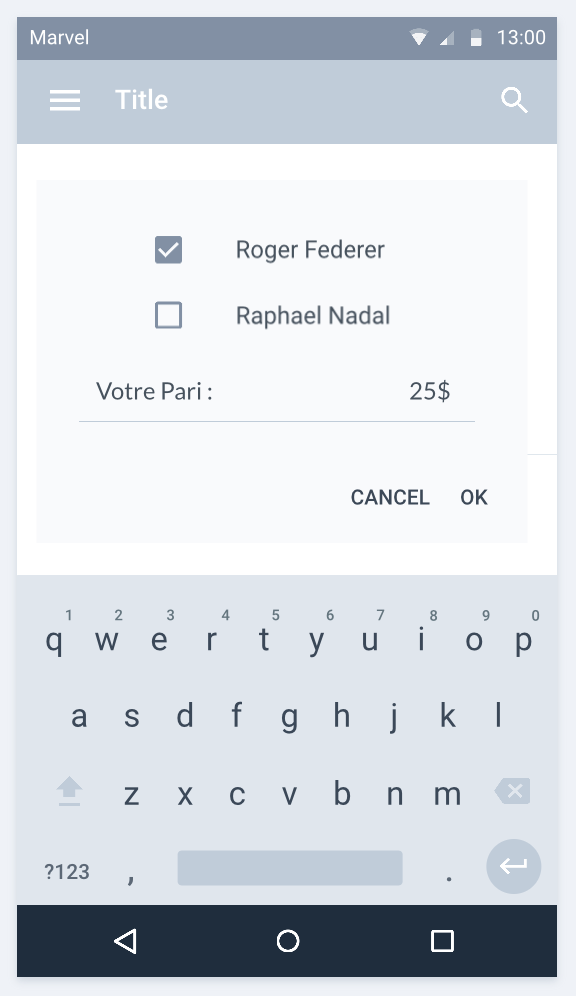 Marvel 13:00
Title
Roger Federer
Raphael Nadal
Votre Pari : 25$
CANCEL OK
1 2 3 4 5 6 7 8 9 0
q w e r t y u i o p
a s d f g h j k l
z x c v b n m
?123 , .